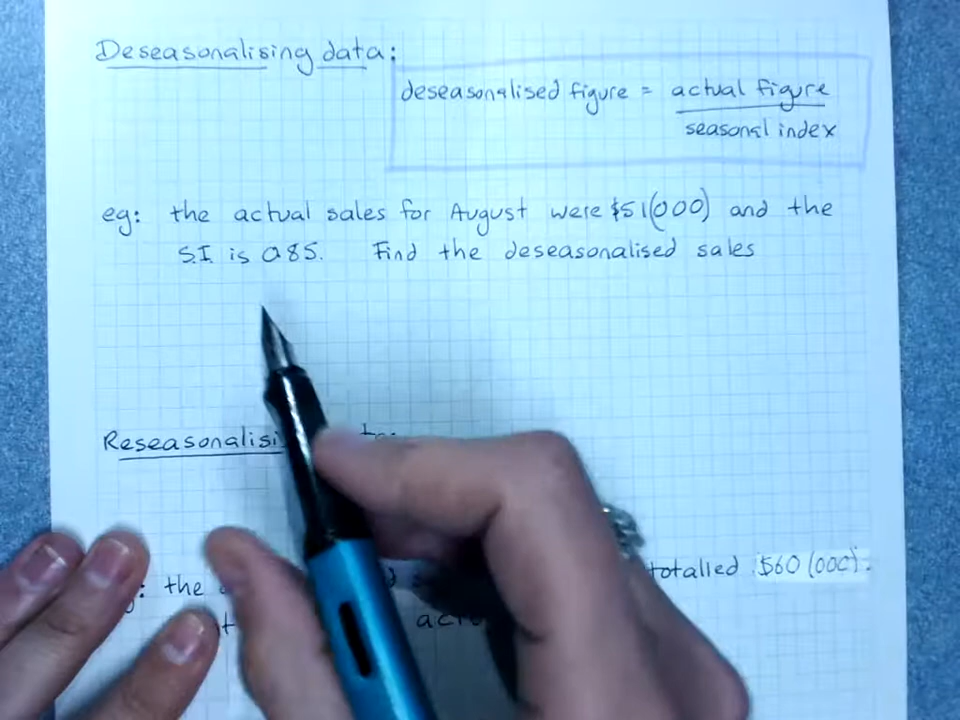 Deseasonalising data:
deseasonalised figure = actual figure
seasonal index
eg: the actual sales for August were $51(000) and the
S.I. is 0.85. Find the deseasonalised sales
Reseasonalisi
: the
totalled $60 (000).